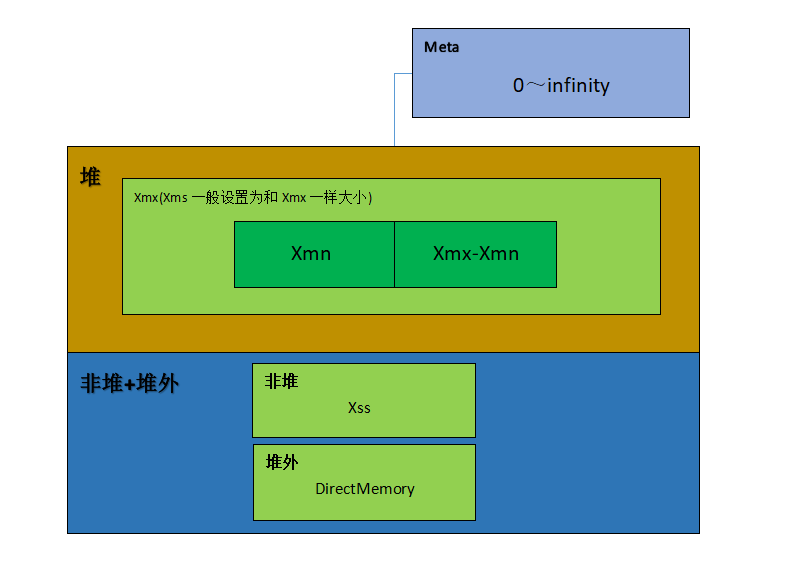 Meta
0～infinity
堆
Xmx(Xms 一般设置为和 Xmx 一样大小)
Xmn
Xmx-Xmn
非堆+堆外
非堆
Xss
堆外
DirectMemory